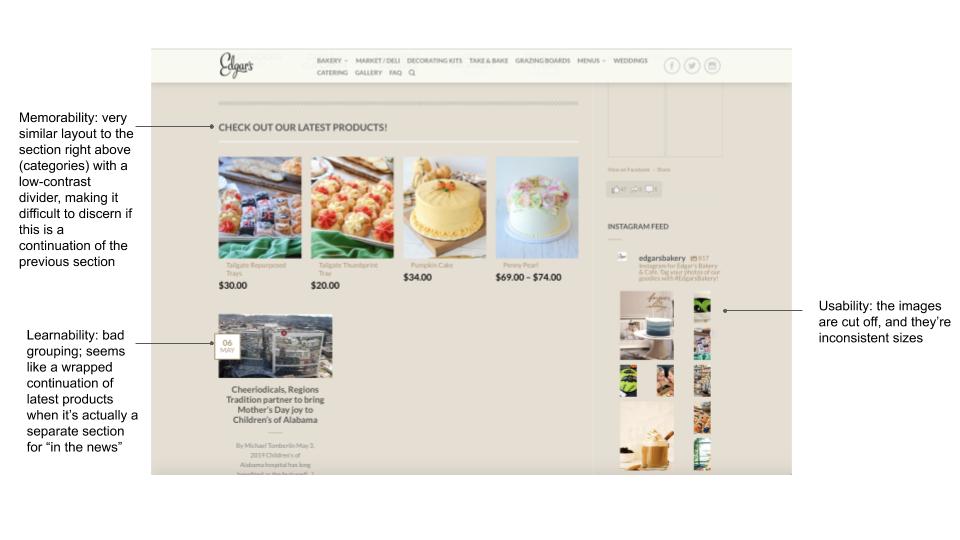 Edgar's
BAKERY MARKET / DELI DECORATING KITS TAKE & BAKE GRAZING BOARDS MENUS WEDDINGS
CATERING GALLERY FAQ
Memorability: very
similar layout to the
section right above
(categories) with a
low-contrast
divider, making it
difficult to discern if
this is a
continuation of the
previous section
CHECK OUT OUR LATEST PRODUCTS!
Tailgate Repurposed
Trays
$30.00
Tailgate Thumbprint
Tray
$20.00
Pumpkin Cake
$34.00
Penny Pearl
$69.00 – $74.00
Learnability: bad
grouping; seems
like a wrapped
continuation of
latest products
when it's actually a
separate section
for "in the news"
06
MAY
Cheeriodicals, Regions
Tradition partner to bring
Mother's Day joy to
Children's of Alabama
By Michael Tomberlin May 3,
2019 Children's of
Alabama hospital has long
View on Facebook · Share
INSTAGRAM FEED
edgarsbakery 817
Instagram for Edgar's Bakery
& Cafe. Tag your photos of our
goodies with #EdgarsBakery!
Usability: the images
are cut off, and they're
inconsistent sizes